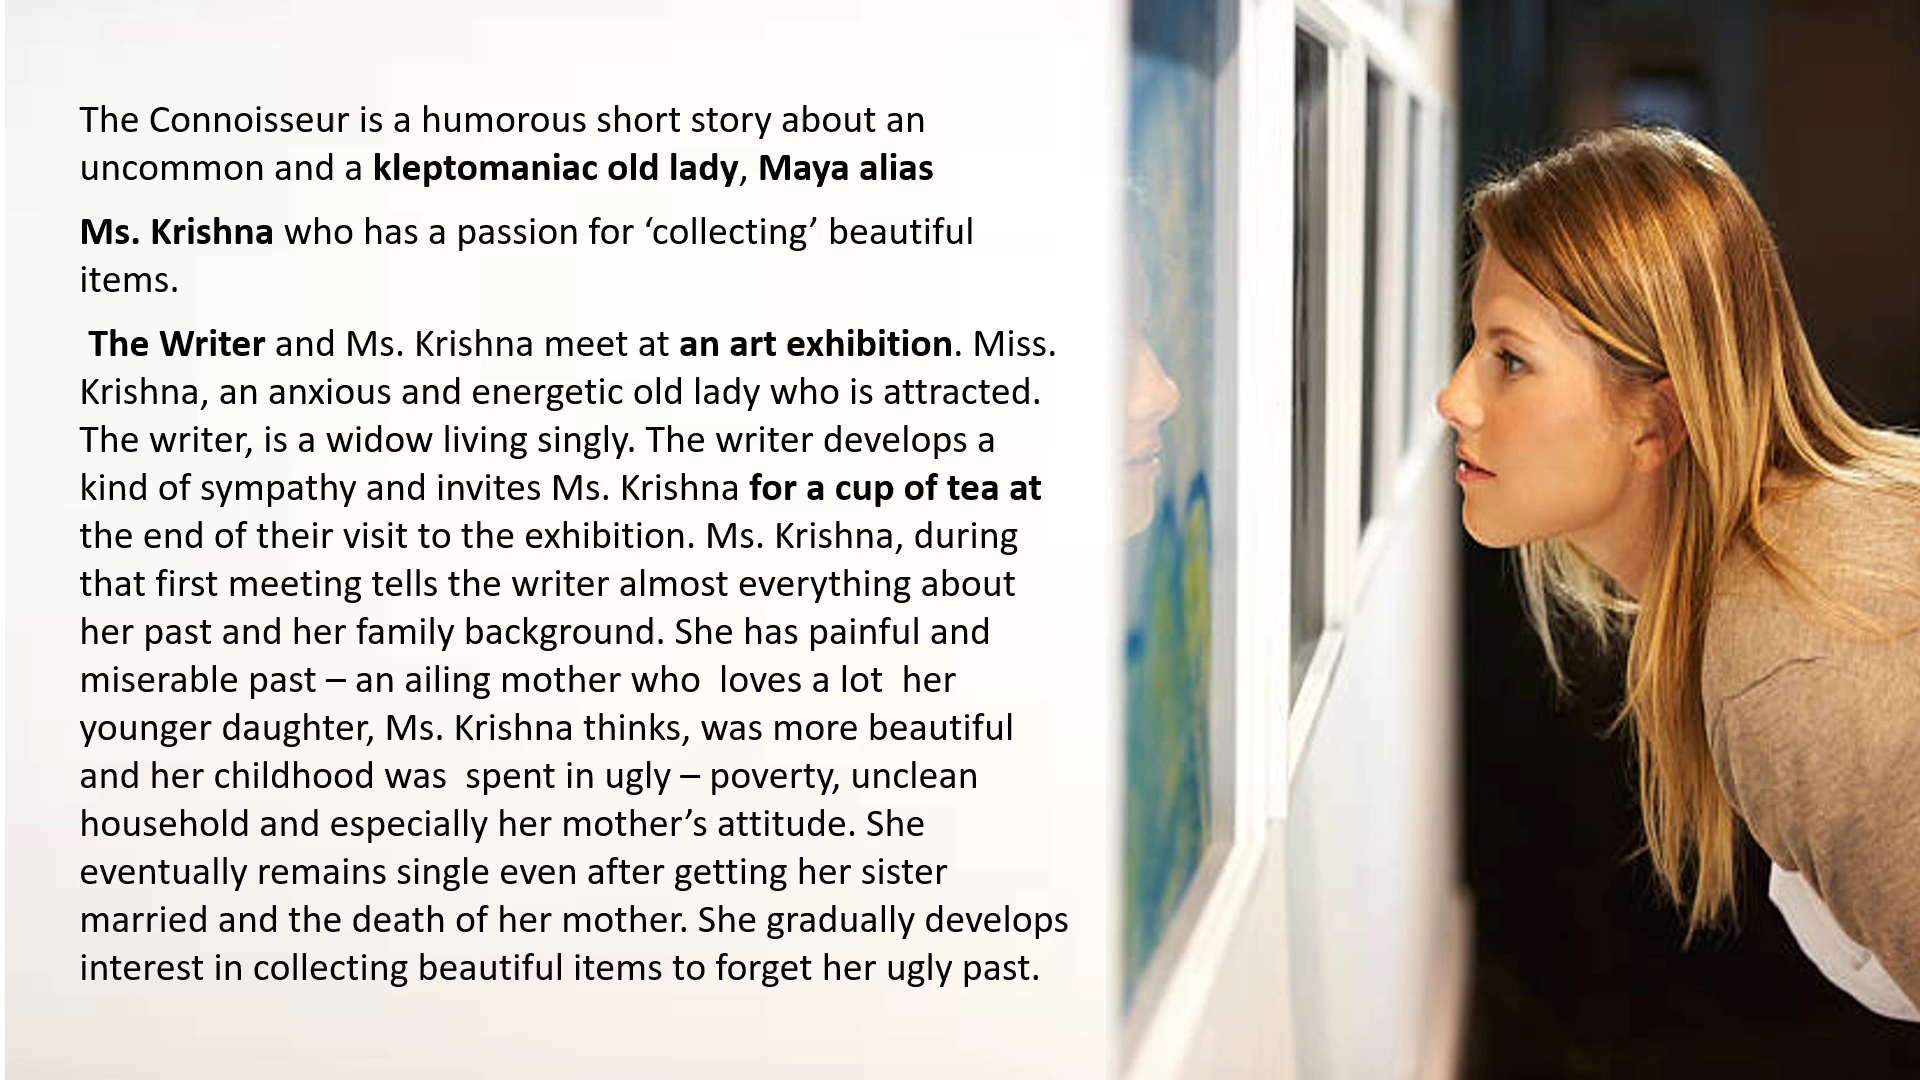 The Connoisseur is a humorous short story about an
uncommon and a kleptomaniac old lady, Maya alias
Ms. Krishna who has a passion for ‘collecting’ beautiful
items.
The Writer and Ms. Krishna meet at an art exhibition. Miss.
Krishna, an anxious and energetic old lady who is attracted.
The writer, is a widow living singly. The writer develops a
kind of sympathy and invites Ms. Krishna for a cup of tea at
the end of their visit to the exhibition. Ms. Krishna, during
that first meeting tells the writer almost everything about
her past and her family background. She has painful and
miserable past – an ailing mother who  loves a lot  her
younger daughter, Ms. Krishna thinks, was more beautiful
and her childhood was  spent in ugly – poverty, unclean
household and especially her mother’s attitude. She
eventually remains single even after getting her sister
married and the death of her mother. She gradually develops
interest in collecting beautiful items to forget her ugly past.